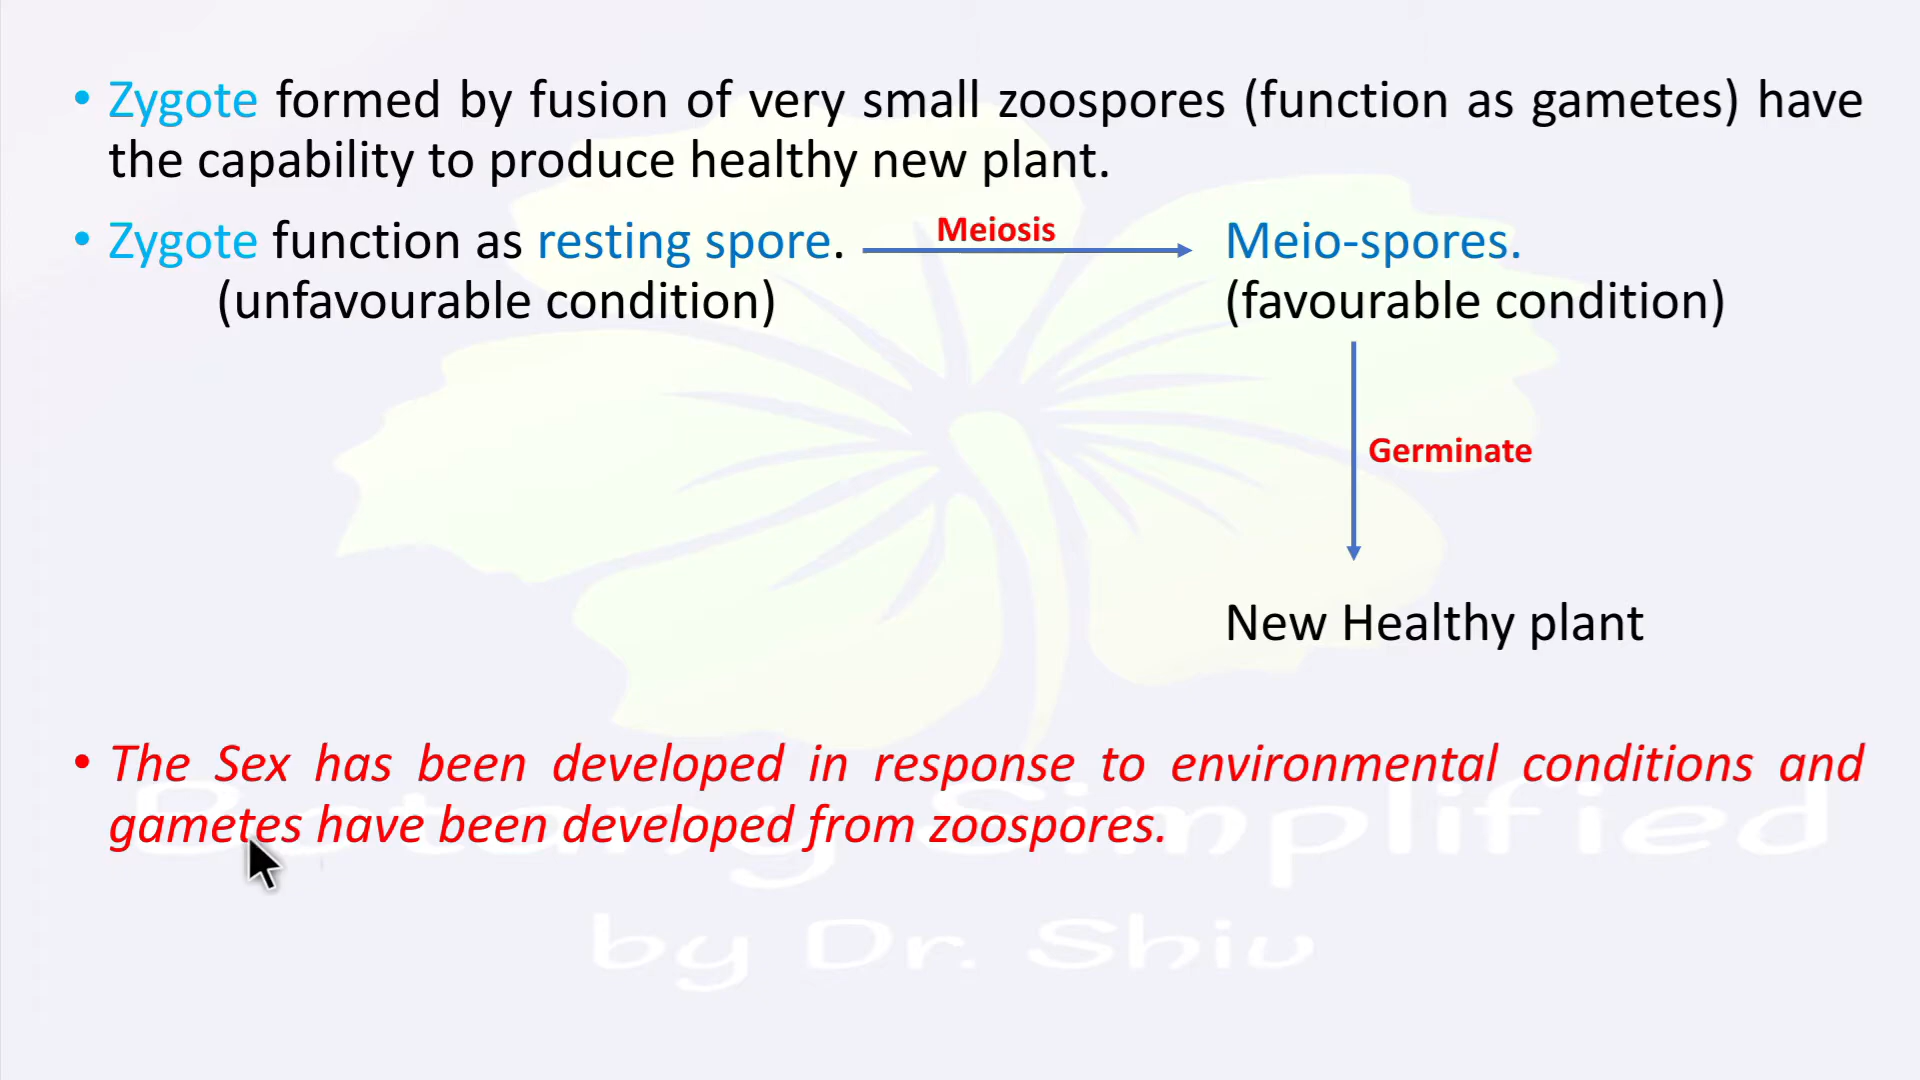 • Zygote formed by fusion of very small zoospores (function as gametes) have
the capability to produce healthy new plant.
• Zygote function as resting spore. Meiosis Meio-spores.
(unfavourable condition) (favourable condition)
Germinate
New Healthy plant
• The Sex has been developed in response to environmental conditions and
gametes have been developed from zoospores.
Botany Simplified
by Dr. Shiv